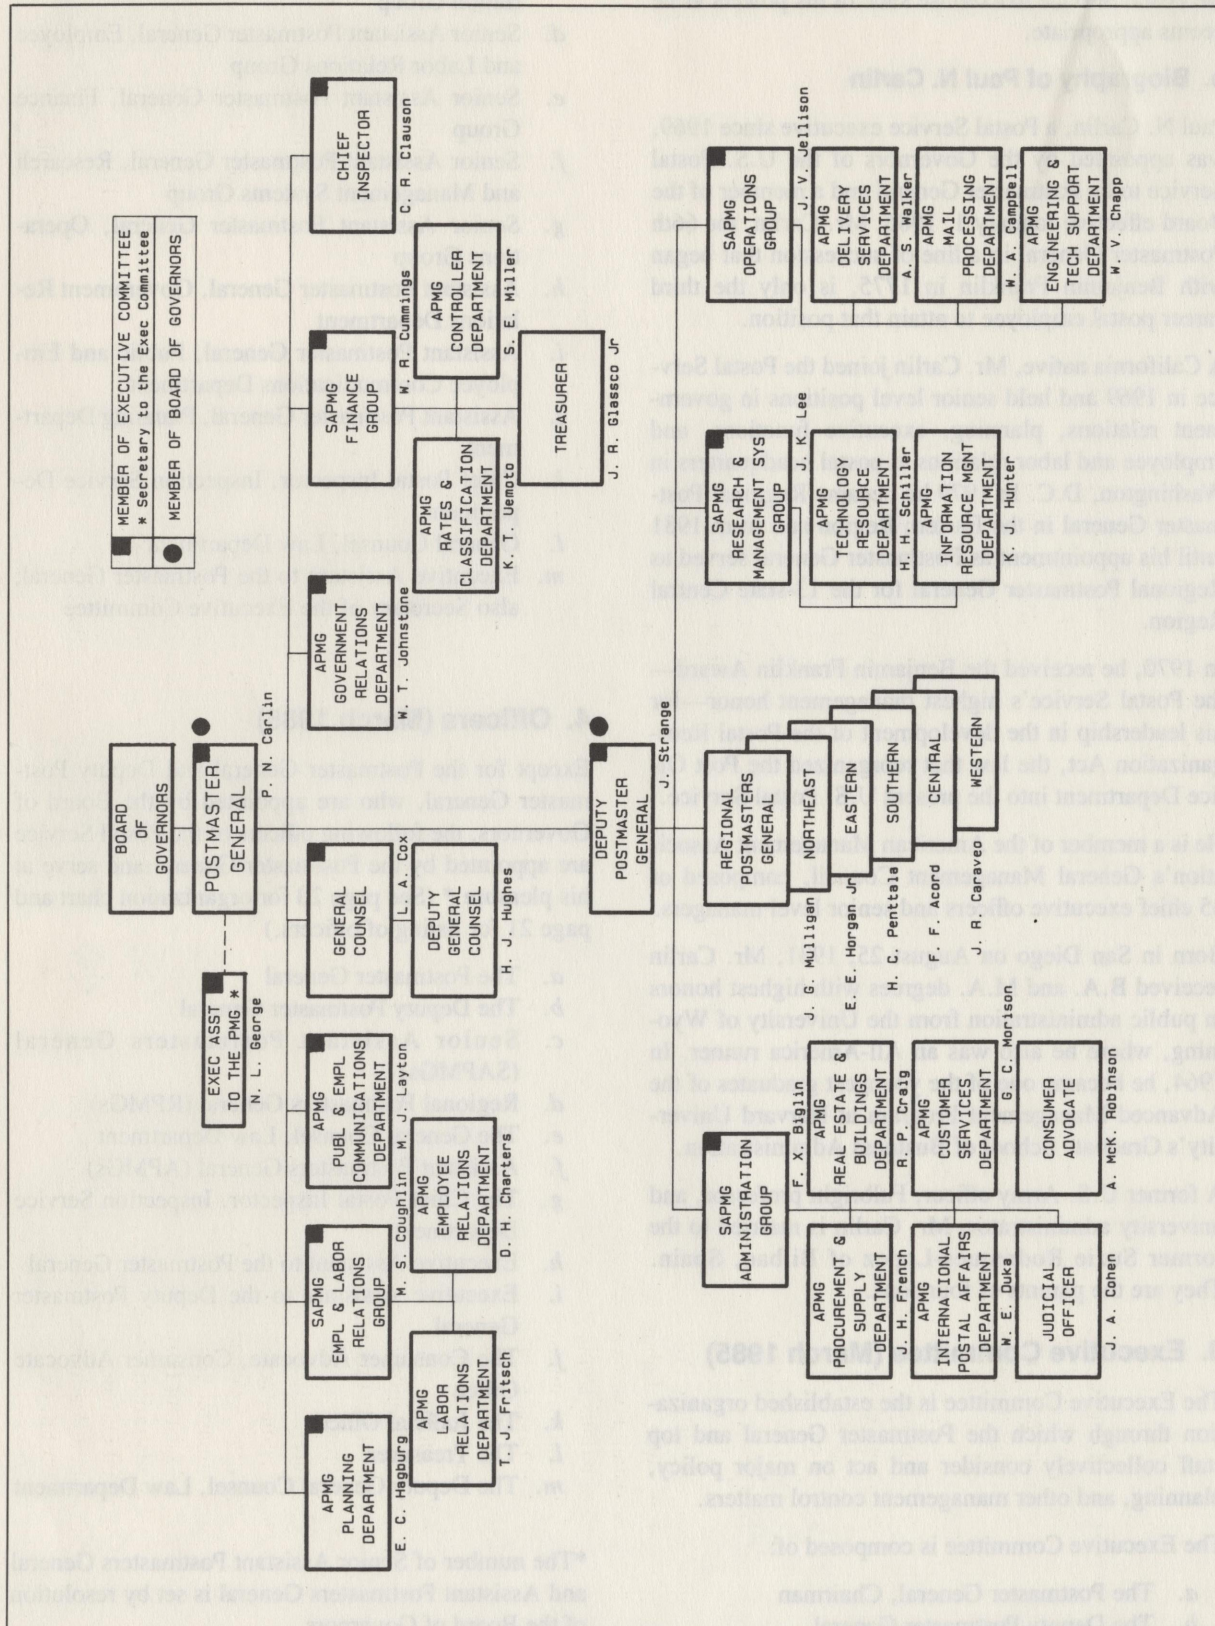 MEMBER OF EXECUTIVE COMMITTEE
* Secretary to the Exec Committee
MEMBER OF BOARD OF GOVERNORS
BOARD
OF
GOVERNORS
POSTMASTER
GENERAL
P. N. Carlin
EXEC ASST
TO THE PMG *
N. L. George
APMG
PLANNING
DEPARTMENT
E. C. Hagburg
SAPMG
EMPL & LABOR
RELATIONS
GROUP
M. S. Coughlin
APMG
LABOR
RELATIONS
DEPARTMENT
T. J. Fritsch
APMG
EMPLOYEE
RELATIONS
DEPARTMENT
D. H. Charters
APMG
PUBL & EMPL
COMMUNICATIONS
DEPARTMENT
M. J. Layton
GENERAL
COUNSEL
L. A. Cox
DEPUTY
GENERAL
COUNSEL
H. J. Hughes
APMG
GOVERNMENT
RELATIONS
DEPARTMENT
W. T. Johnstone
SAPMG
FINANCE
GROUP
W. R. Cummings
APMG
RATES &
CLASSIFICATION
DEPARTMENT
K. T. Uemoto
APMG
CONTROLLER
DEPARTMENT
S. E. Miller
TREASURER
J. R. Glassco Jr
CHIEF
INSPECTOR
C. R. Clauson
DEPUTY
POSTMASTER
GENERAL
J. Strange
SAPMG
ADMINISTRATION
GROUP
F. K. Biglin
APMG
PROCUREMENT &
SUPPLY
DEPARTMENT
J. H. French
APMG
REAL ESTATE &
BUILDINGS
DEPARTMENT
R. P. Craig
APMG
INTERNATIONAL
POSTAL AFFAIRS
DEPARTMENT
W. E. Duka
APMG
CUSTOMER
SERVICES
DEPARTMENT
G. C. Morison
JUDICIAL
OFFICER
J. A. Cohen
CONSUMER
ADVOCATE
A. McK. Robinson
REGIONAL
POSTMASTERS
GENERAL
J. G. Mulligan NORTHEAST
E. E. Horgan Jr EASTERN
H. C. Penttala SOUTHERN
F. F. Acord CENTRAL
J. R. Caraveo WESTERN
SAPMG
RESEARCH &
MANAGEMENT SYS
GROUP
J. K. Lee
APMG
TECHNOLOGY
RESOURCES
DEPARTMENT
H. H. Schiller
APMG
INFORMATION
RESOURCE MGMNT
DEPARTMENT
J. Hunter
SAPMG
OPERATIONS
GROUP
J. V. Jellison
APMG
DELIVERY
SERVICES
DEPARTMENT
A. S. Walker
APMG
MAIL
PROCESSING
DEPARTMENT
W. A. Campbell
APMG
ENGINEERING &
TECH SUPPORT
DEPARTMENT
W. V. Chapp